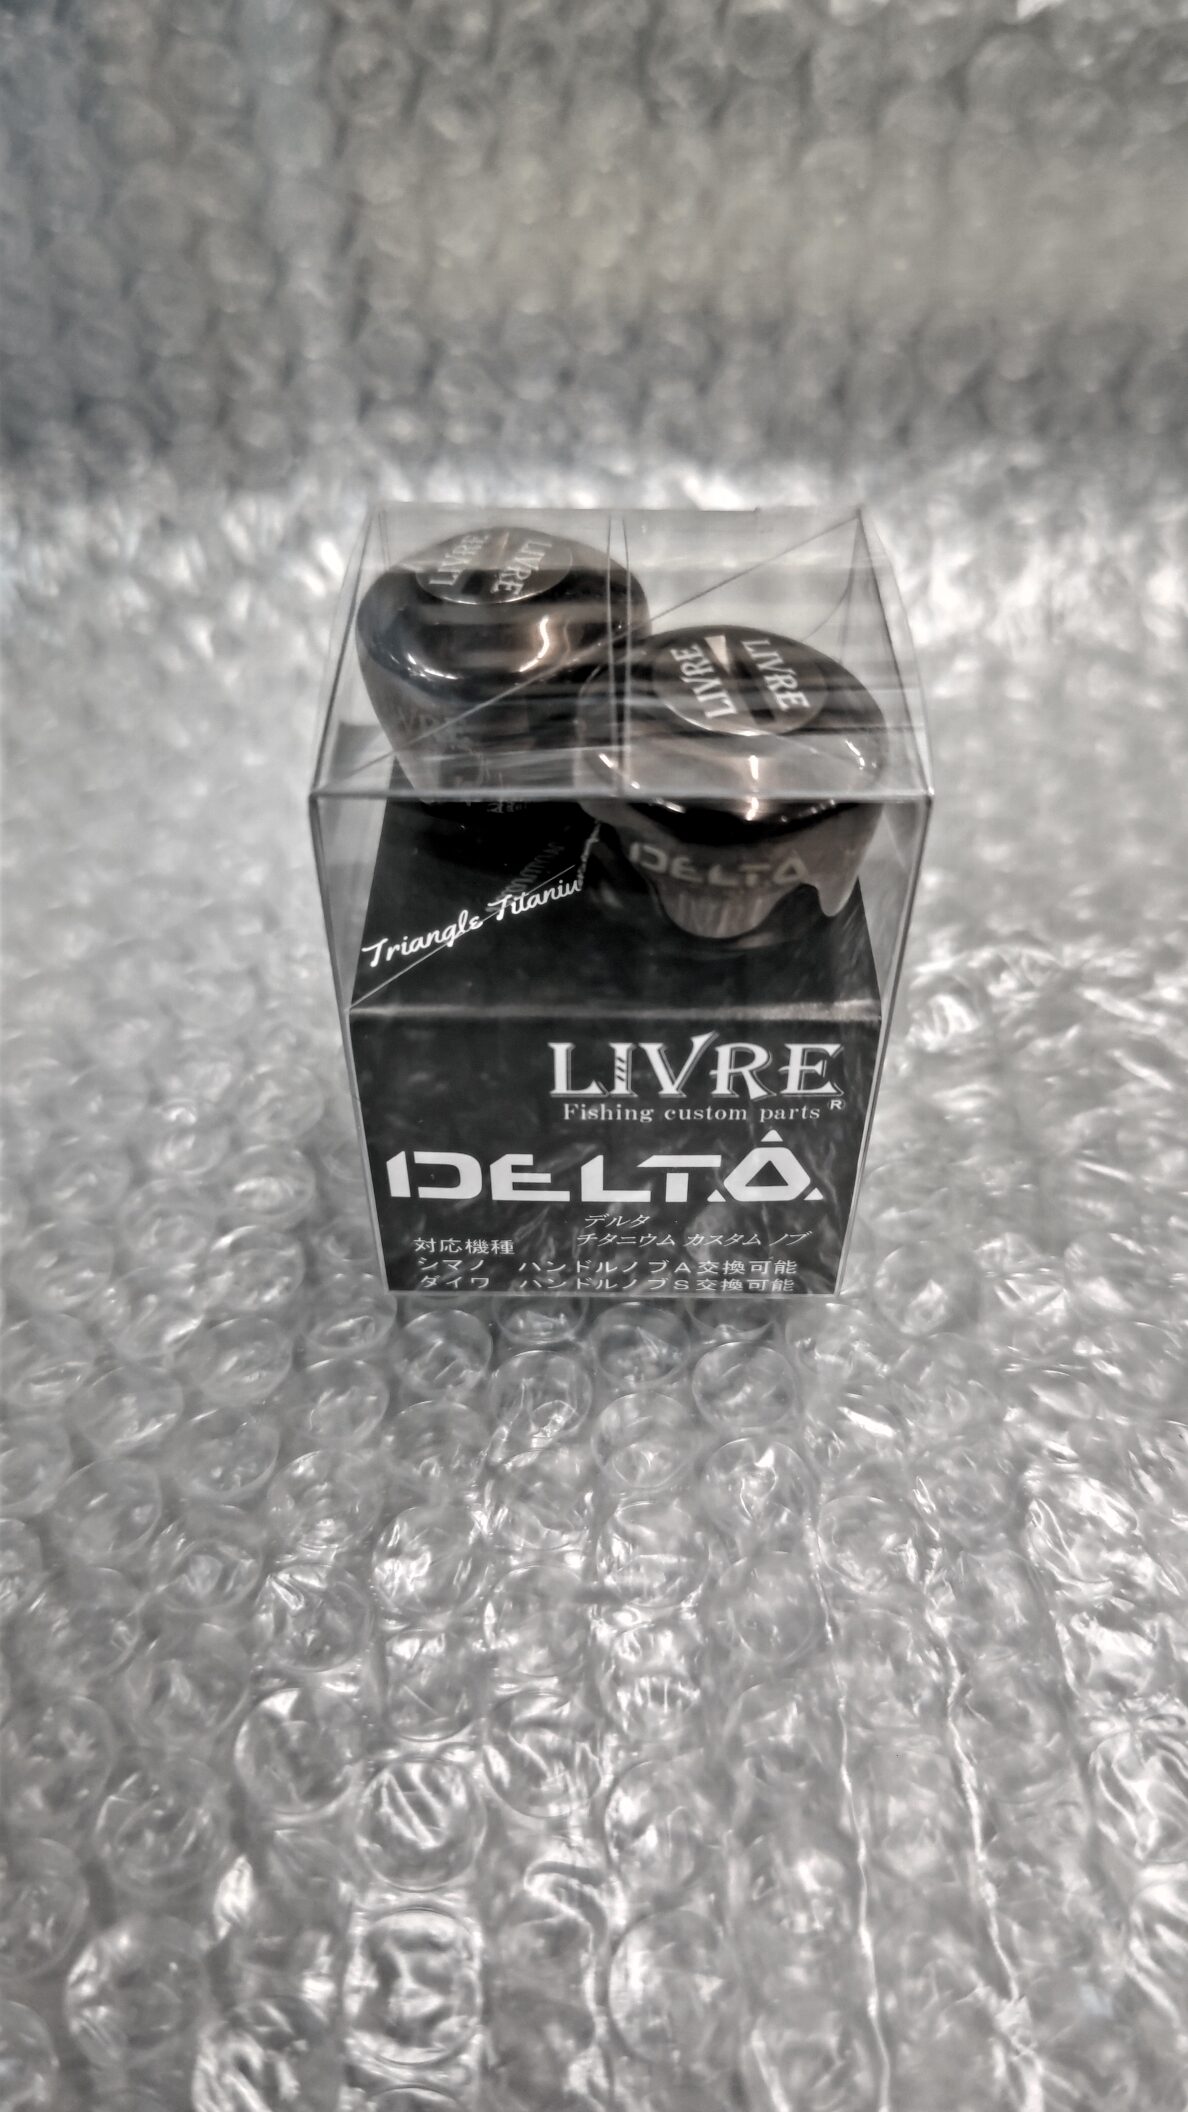 LIVRE LIVRE
LIVRE LIVRE
DELTA
Triangle Titanium
LIVRE
Fishing custom parts ®
DELTA
デルタ
チタニウム カスタム ノブ
対応機種
シマノ ハンドルノブA交換可能
ダイワ ハンドルノブS交換可能